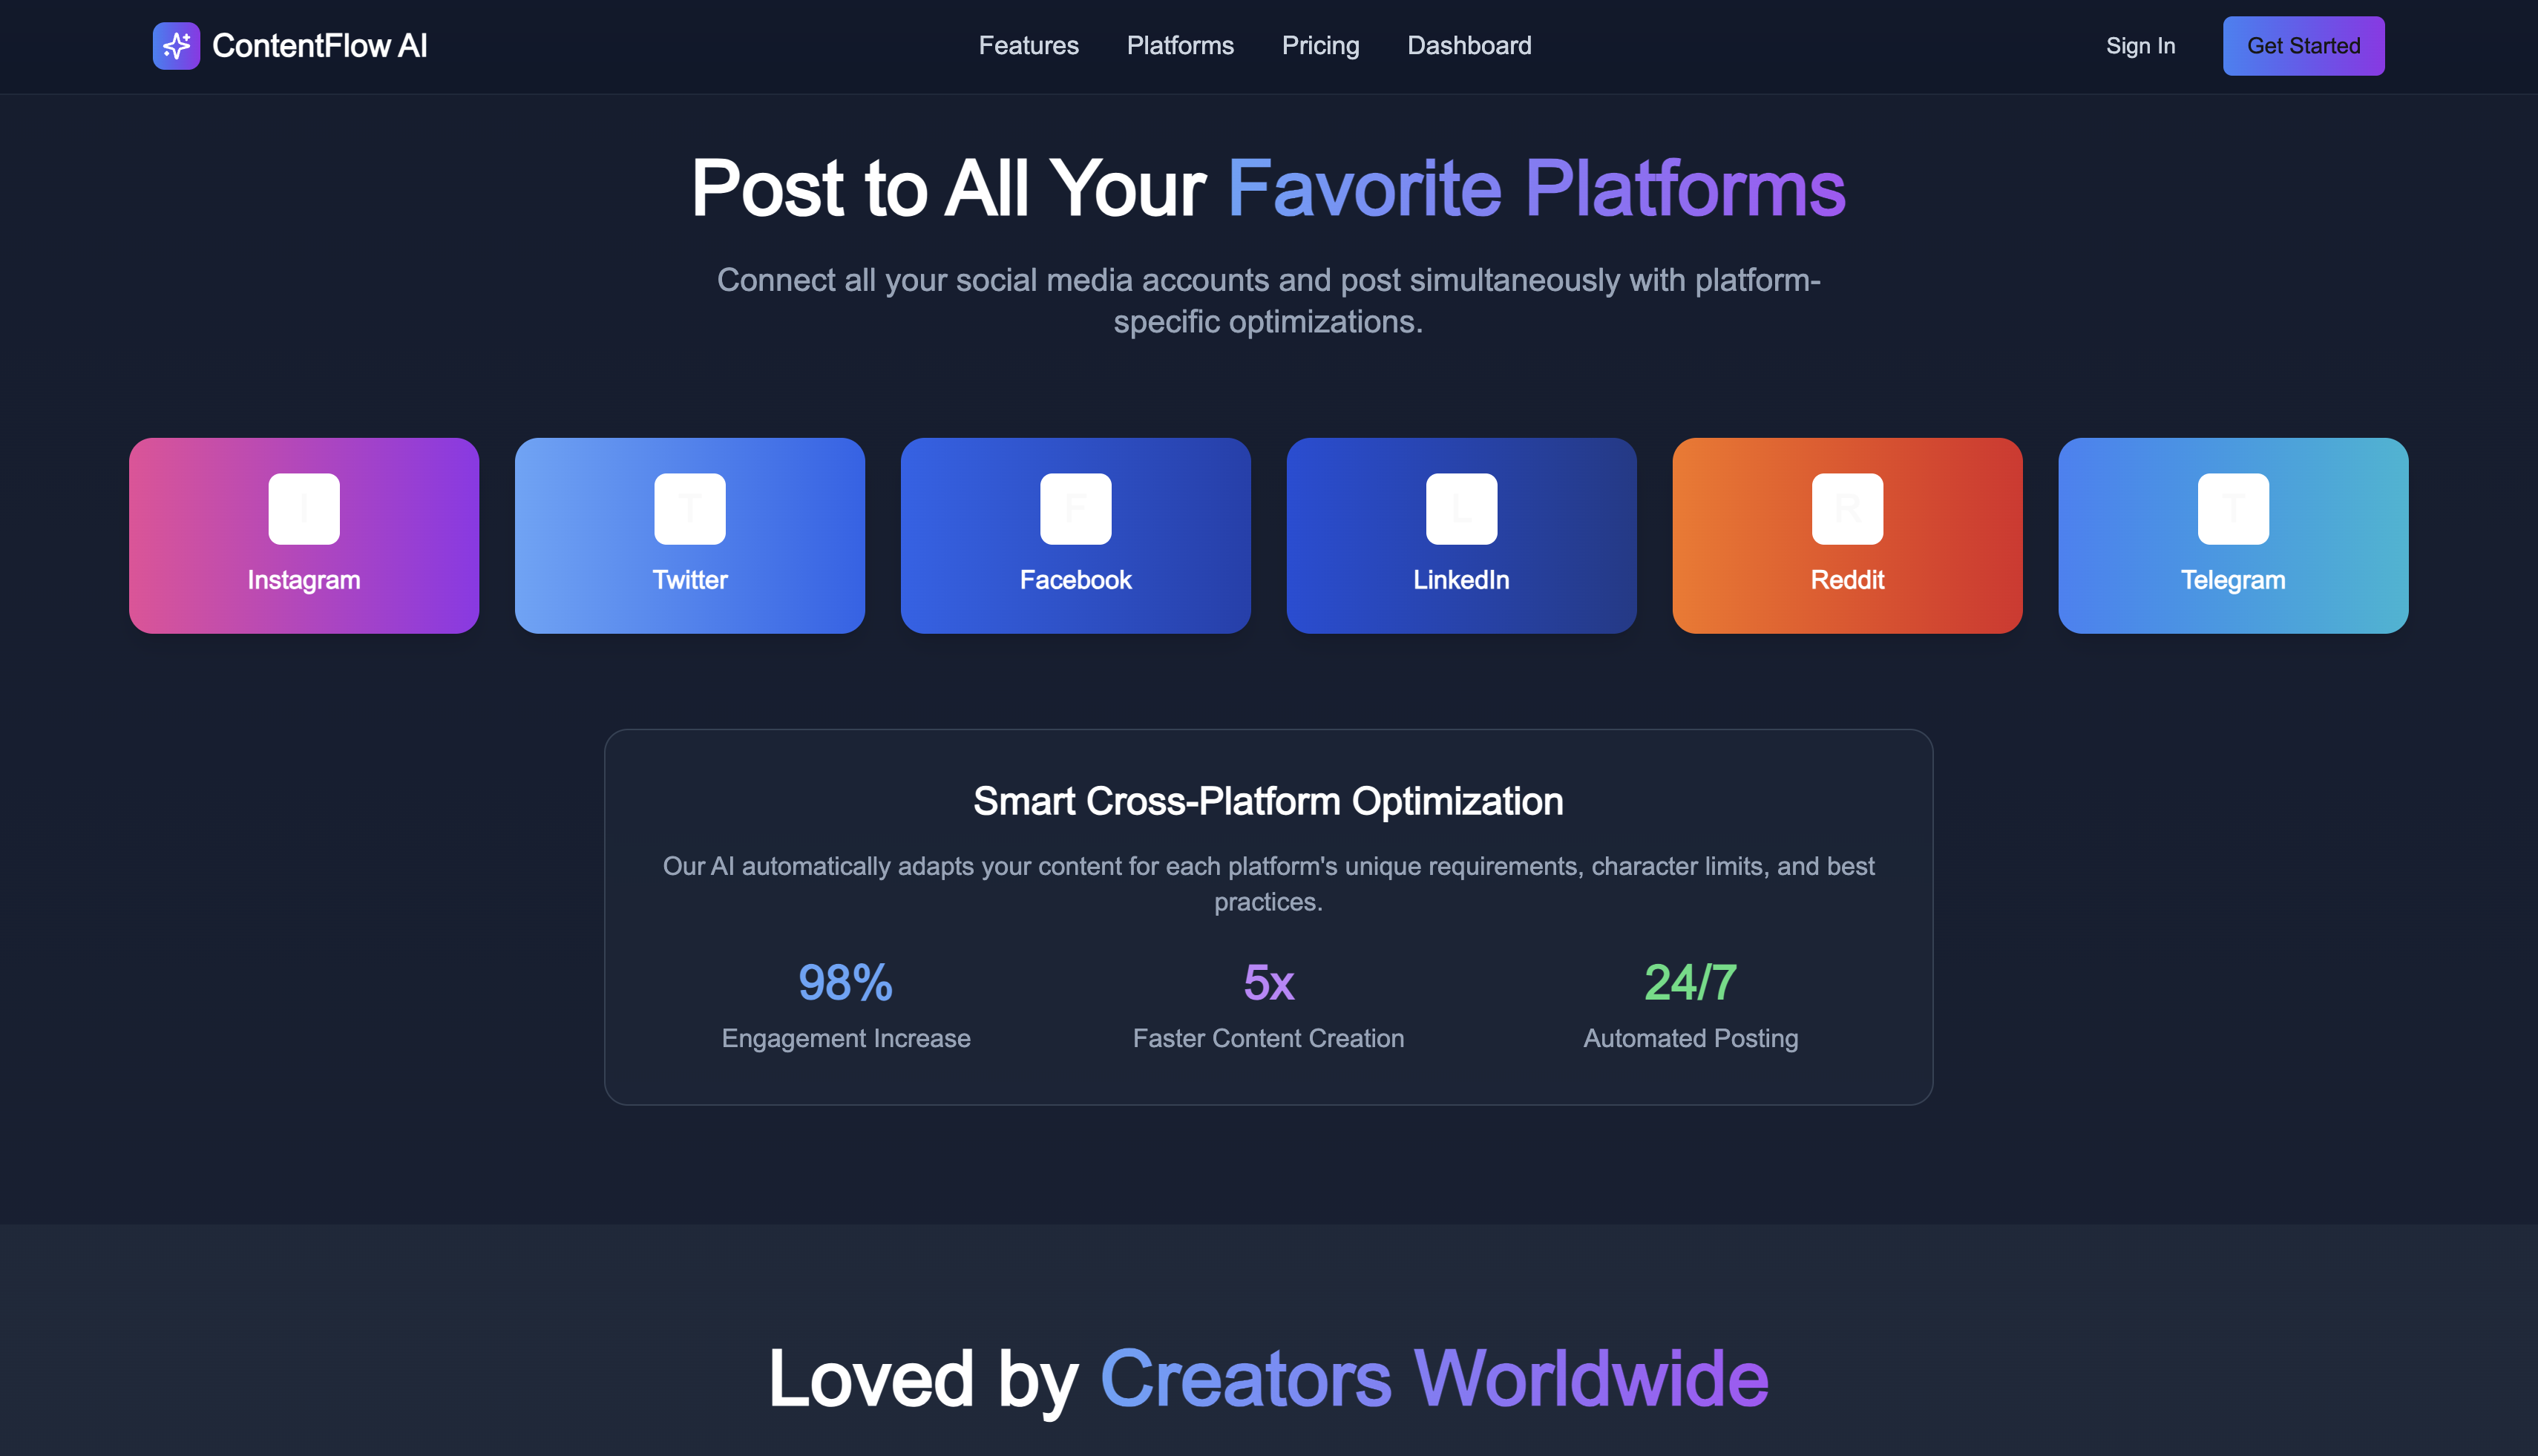 ContentFlow AI
Features
Platforms
Pricing
Dashboard
Sign In
Get Started
Post to All Your Favorite Platforms
Connect all your social media accounts and post simultaneously with platform-
specific optimizations.
I
Instagram
T
Twitter
F
Facebook
L
LinkedIn
R
Reddit
T
Telegram
Smart Cross-Platform Optimization
Our AI automatically adapts your content for each platform's unique requirements, character limits, and best
practices.
98%
Engagement Increase
5x
Faster Content Creation
24/7
Automated Posting
Loved by Creators Worldwide